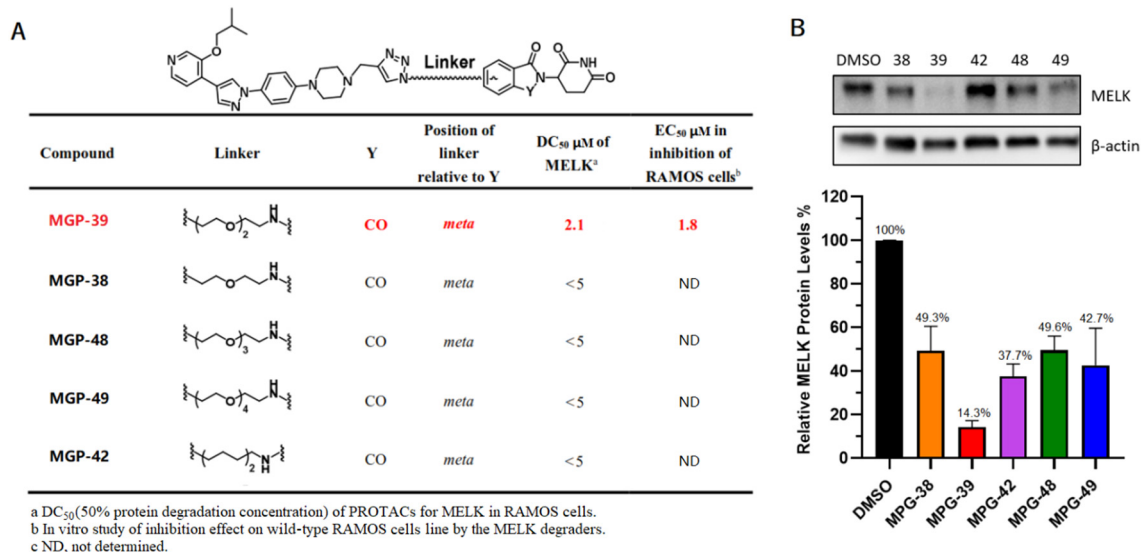 A
N
O
N
N
N
N
N
N
N
Linker
O
N
Y
O
NH
O
Compound Linker Y Position of linker relative to Y DC50 μM of MELKa EC50 μM in inhibition of RAMOS cellsb
MGP-39 O 2 H N CO meta 2.1 1.8
MGP-38 O H N CO meta <5 ND
MGP-48 O 3 H N CO meta <5 ND
MGP-49 O 4 H N CO meta <5 ND
MGP-42 2 N H CO meta <5 ND
a DC50(50% protein degradation concentration) of PROTACs for MELK in RAMOS cells.
b In vitro study of inhibition effect on wild-type RAMOS cells line by the MELK degraders.
c ND, not determined.
B
DMSO 38 39 42 48 49
MELK
β-actin
Relative MELK Protein Levels %
120
100
80
60
40
20
0
100%
49.3%
14.3%
37.7%
49.6%
42.7%
DMSO
MPG-38
MPG-39
MPG-42
MPG-48
MPG-49